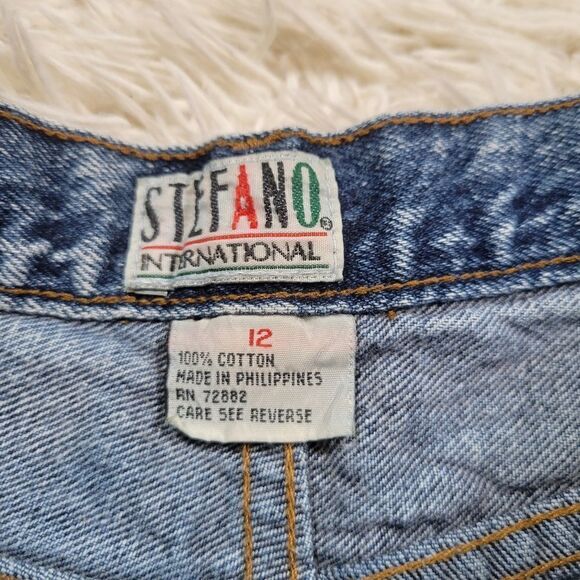 STEFANO®
INTERNATIONAL
12
100% COTTON
MADE IN PHILIPPINES
RN 72882
CARE SEE REVERSE